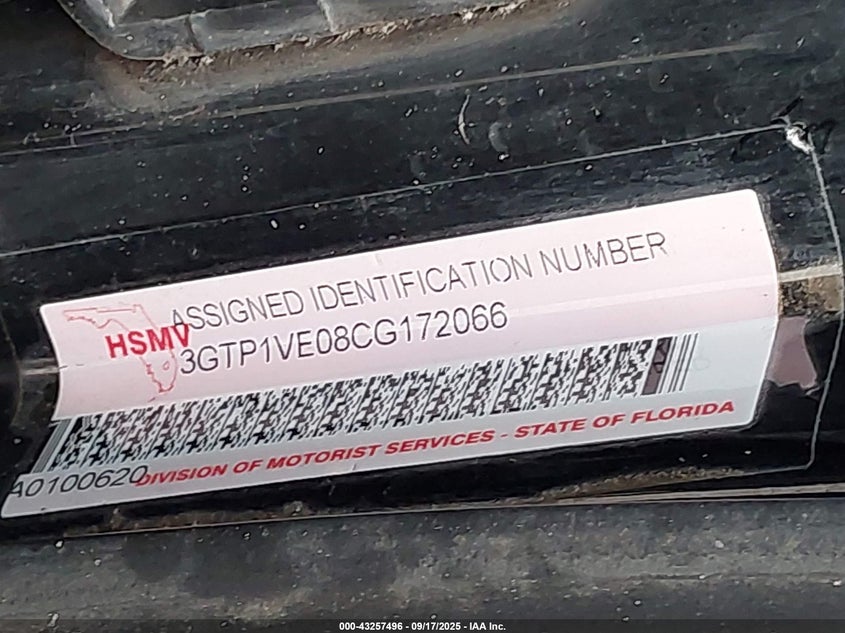 ASSIGNED IDENTIFICATION NUMBER
HSMV
3GTP1VE08CG172066
A0100620
DIVISION OF MOTORIST SERVICES - STATE OF FLORIDA
000-43257496 - 09/17/2025 - IAA Inc.